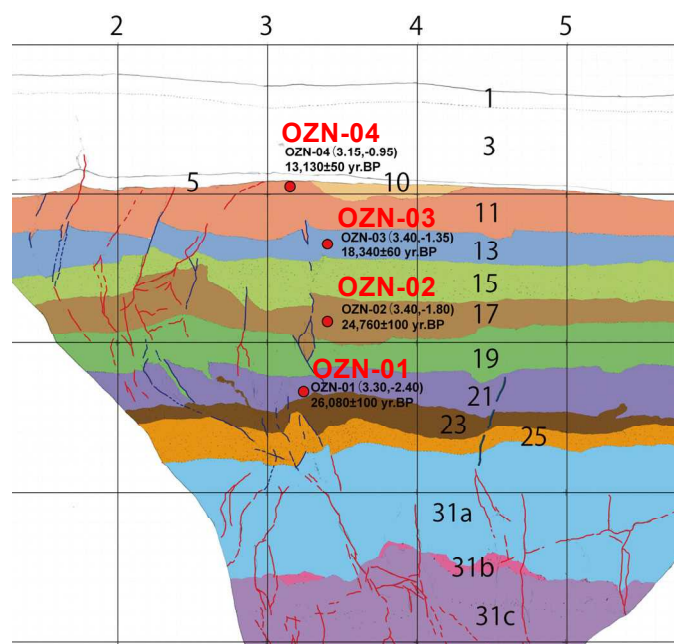 2 3 4 5
1
OZN-04
OZN-04 (3.15,-0.95)
13,130±50 yr.BP
3
5 10
11
OZN-03
OZN-03 (3.40,-1.35)
18,340±60 yr.BP
13
15
OZN-02
OZN-02 (3.40,-1.80)
24,760±100 yr.BP
17
19
OZN-01
OZN-01 (3.30,-2.40)
26,080±100 yr.BP
21
23
25
31a
31b
31c